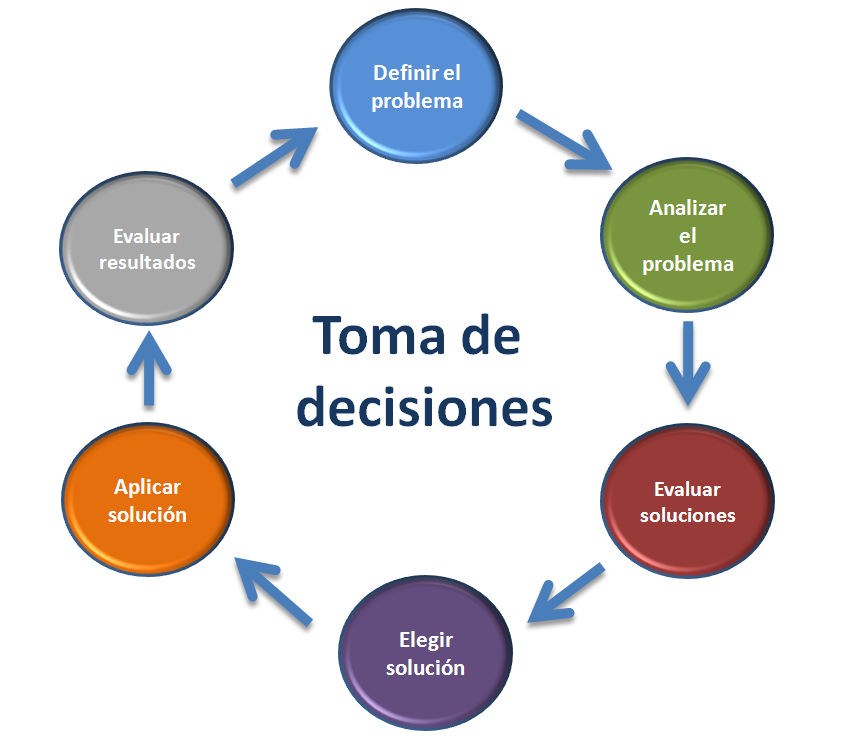 Definir el
problema
Analizar
el
problema
Evaluar
soluciones
Elegir
solución
Aplicar
solución
Evaluar
resultados
Toma de
decisiones